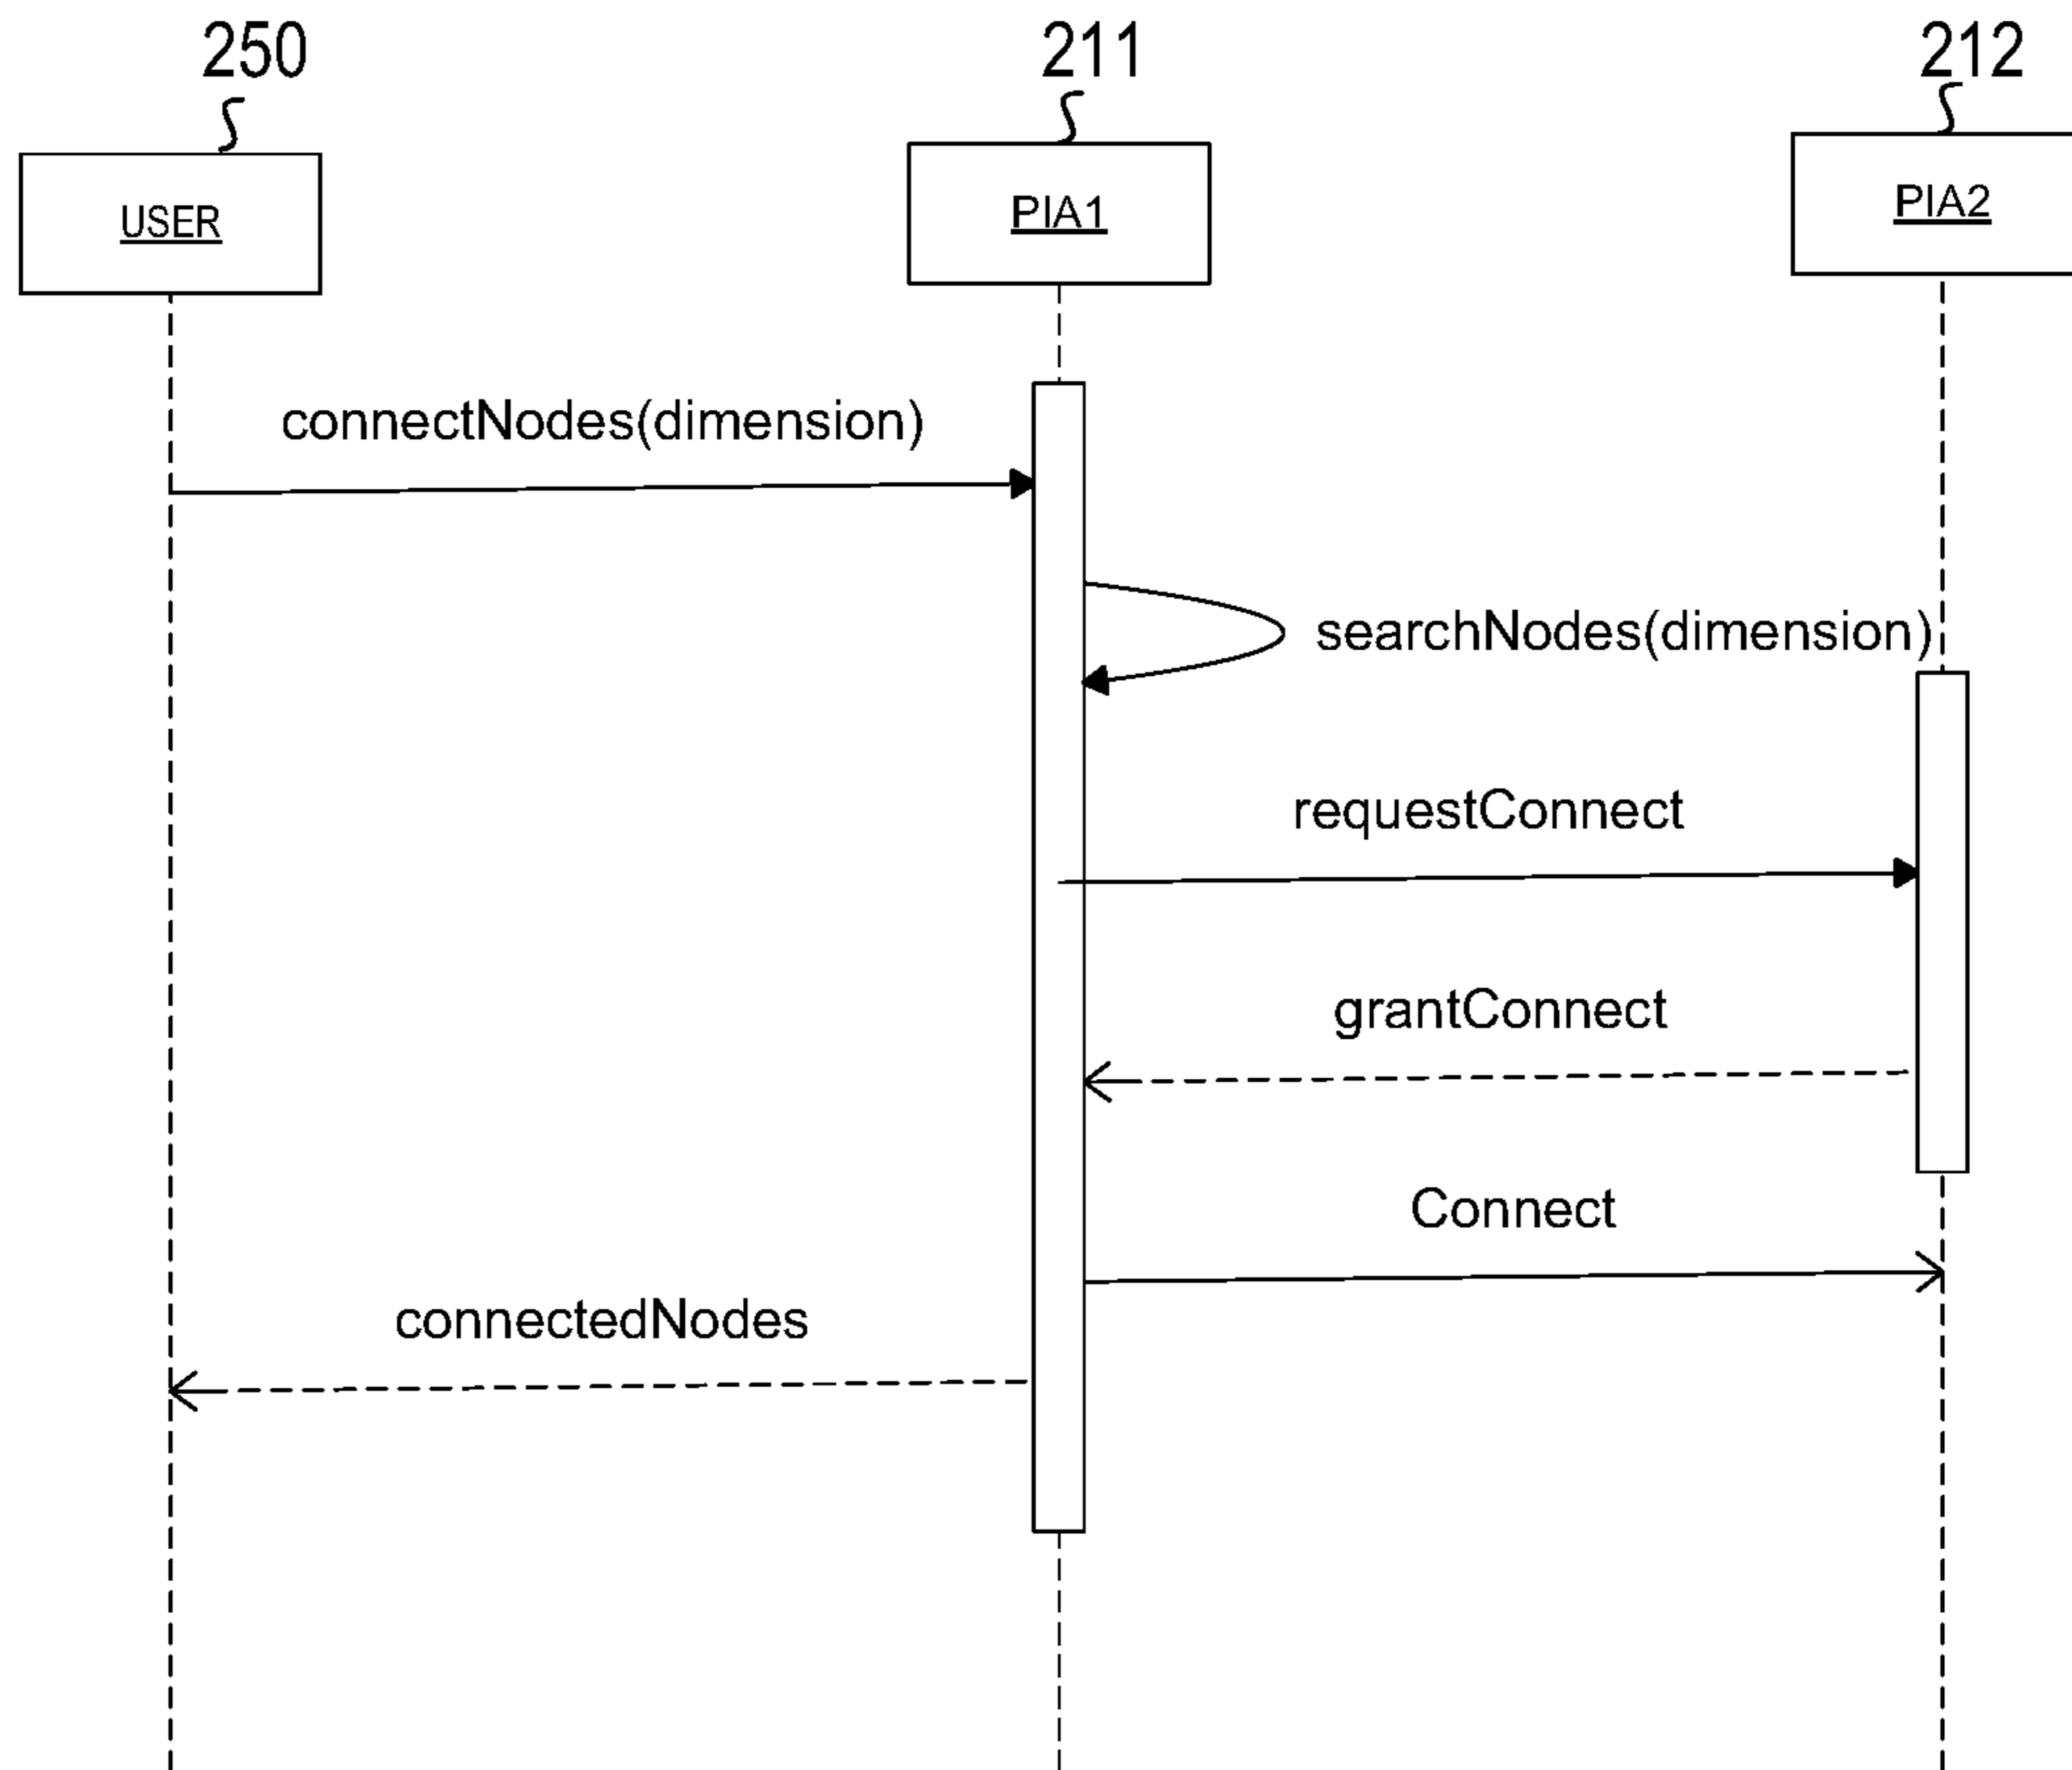 250
211
212
USER
PIA1
PIA2
connectNodes(dimension)
searchNodes(dimension)
requestConnect
grantConnect
Connect
connectedNodes